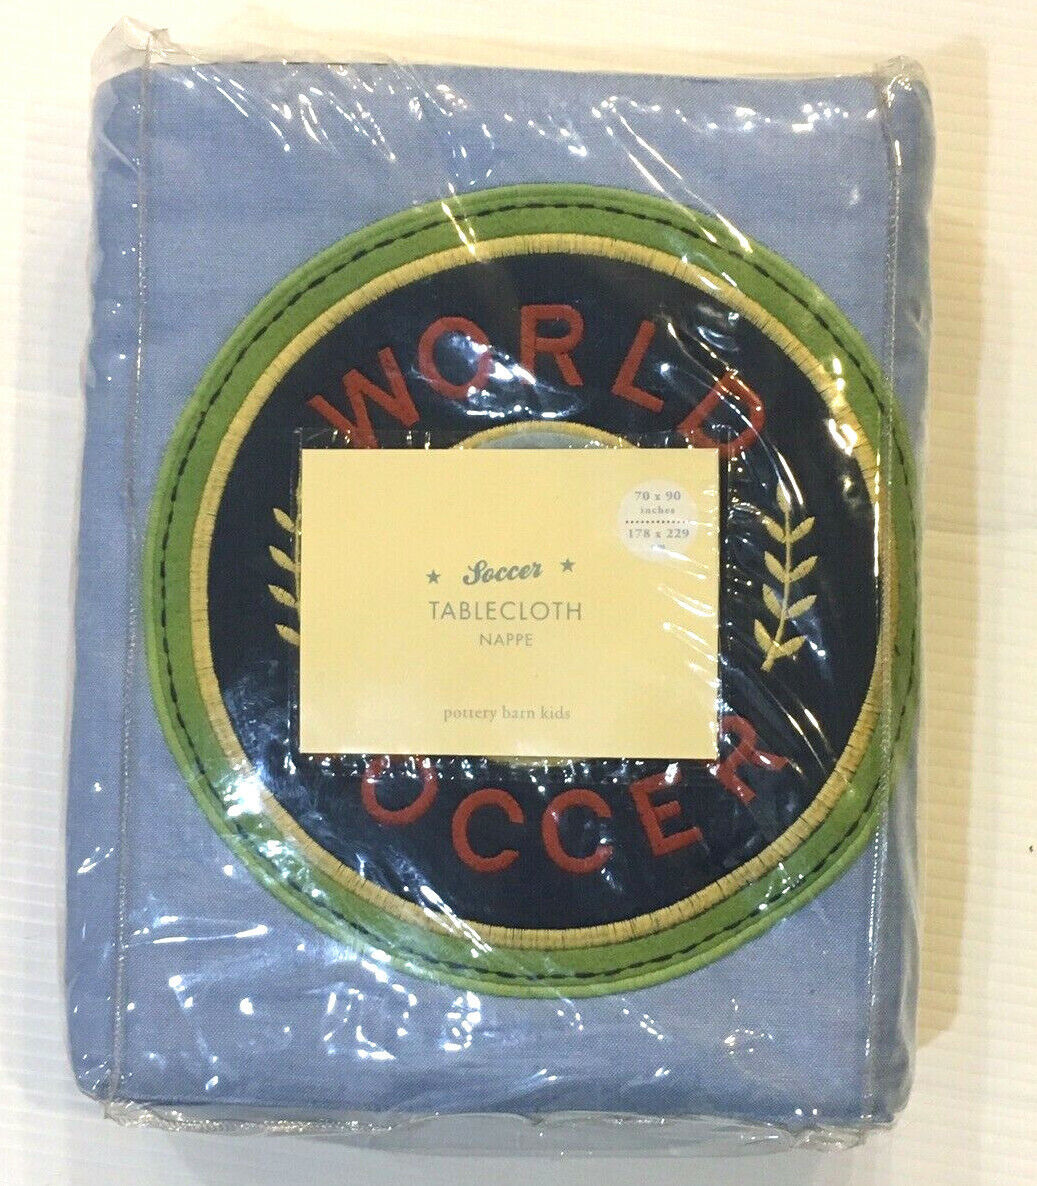 WORLD
70 x 90
inches
178 x 229
Soccer
TABLECLOTH
NAPPE
pottery barn kids
OCCER